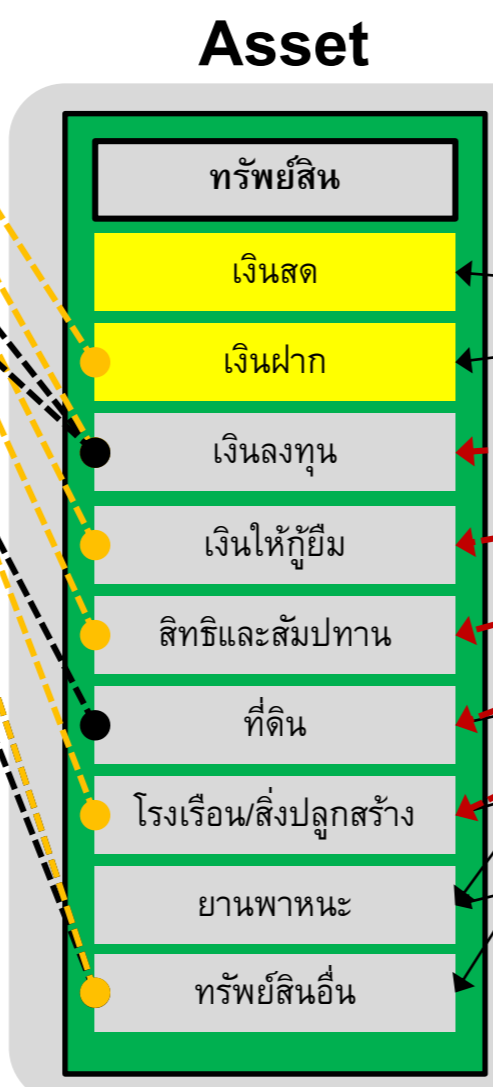 Asset
ทรัพย์สิน
เงินสด
เงินฝาก
เงินลงทุน
เงินให้กู้ยืม
สิทธิและสัมปทาน
ที่ดิน
โรงเรือน/สิ่งปลูกสร้าง
ยานพาหนะ
ทรัพย์สินอื่น